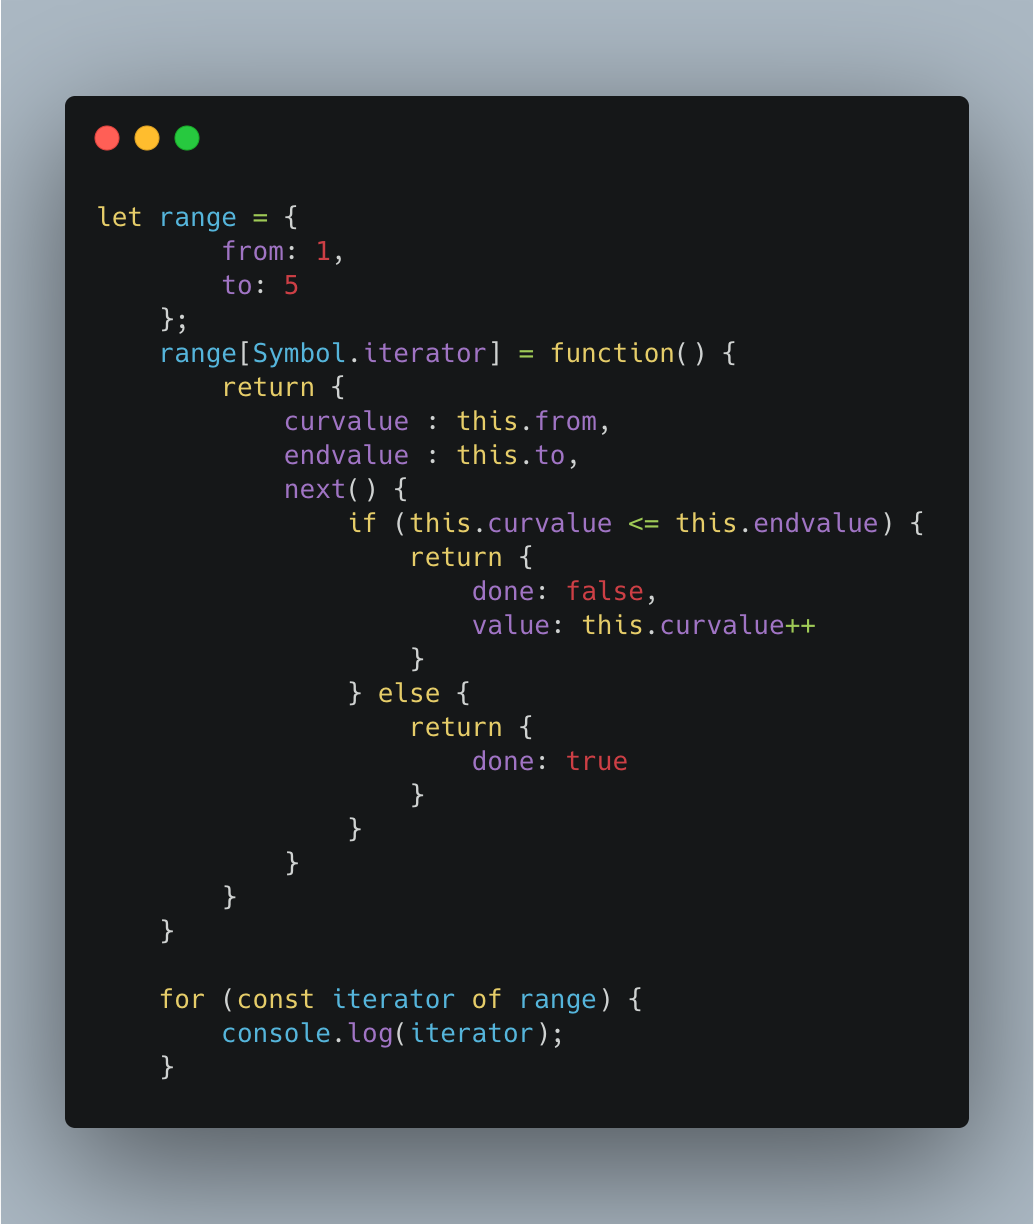 let range = {
        from: 1,
        to: 5
    };
    range[Symbol.iterator] = function() {
        return {
            curvalue : this.from,
            endvalue : this.to,
            next() {
                if (this.curvalue <= this.endvalue) {
                    return {
                        done: false,
                        value: this.curvalue++
                    }
                } else {
                    return {
                        done: true
                    }
                }
            }
        }
    }

    for (const iterator of range) {
        console.log(iterator);
    }